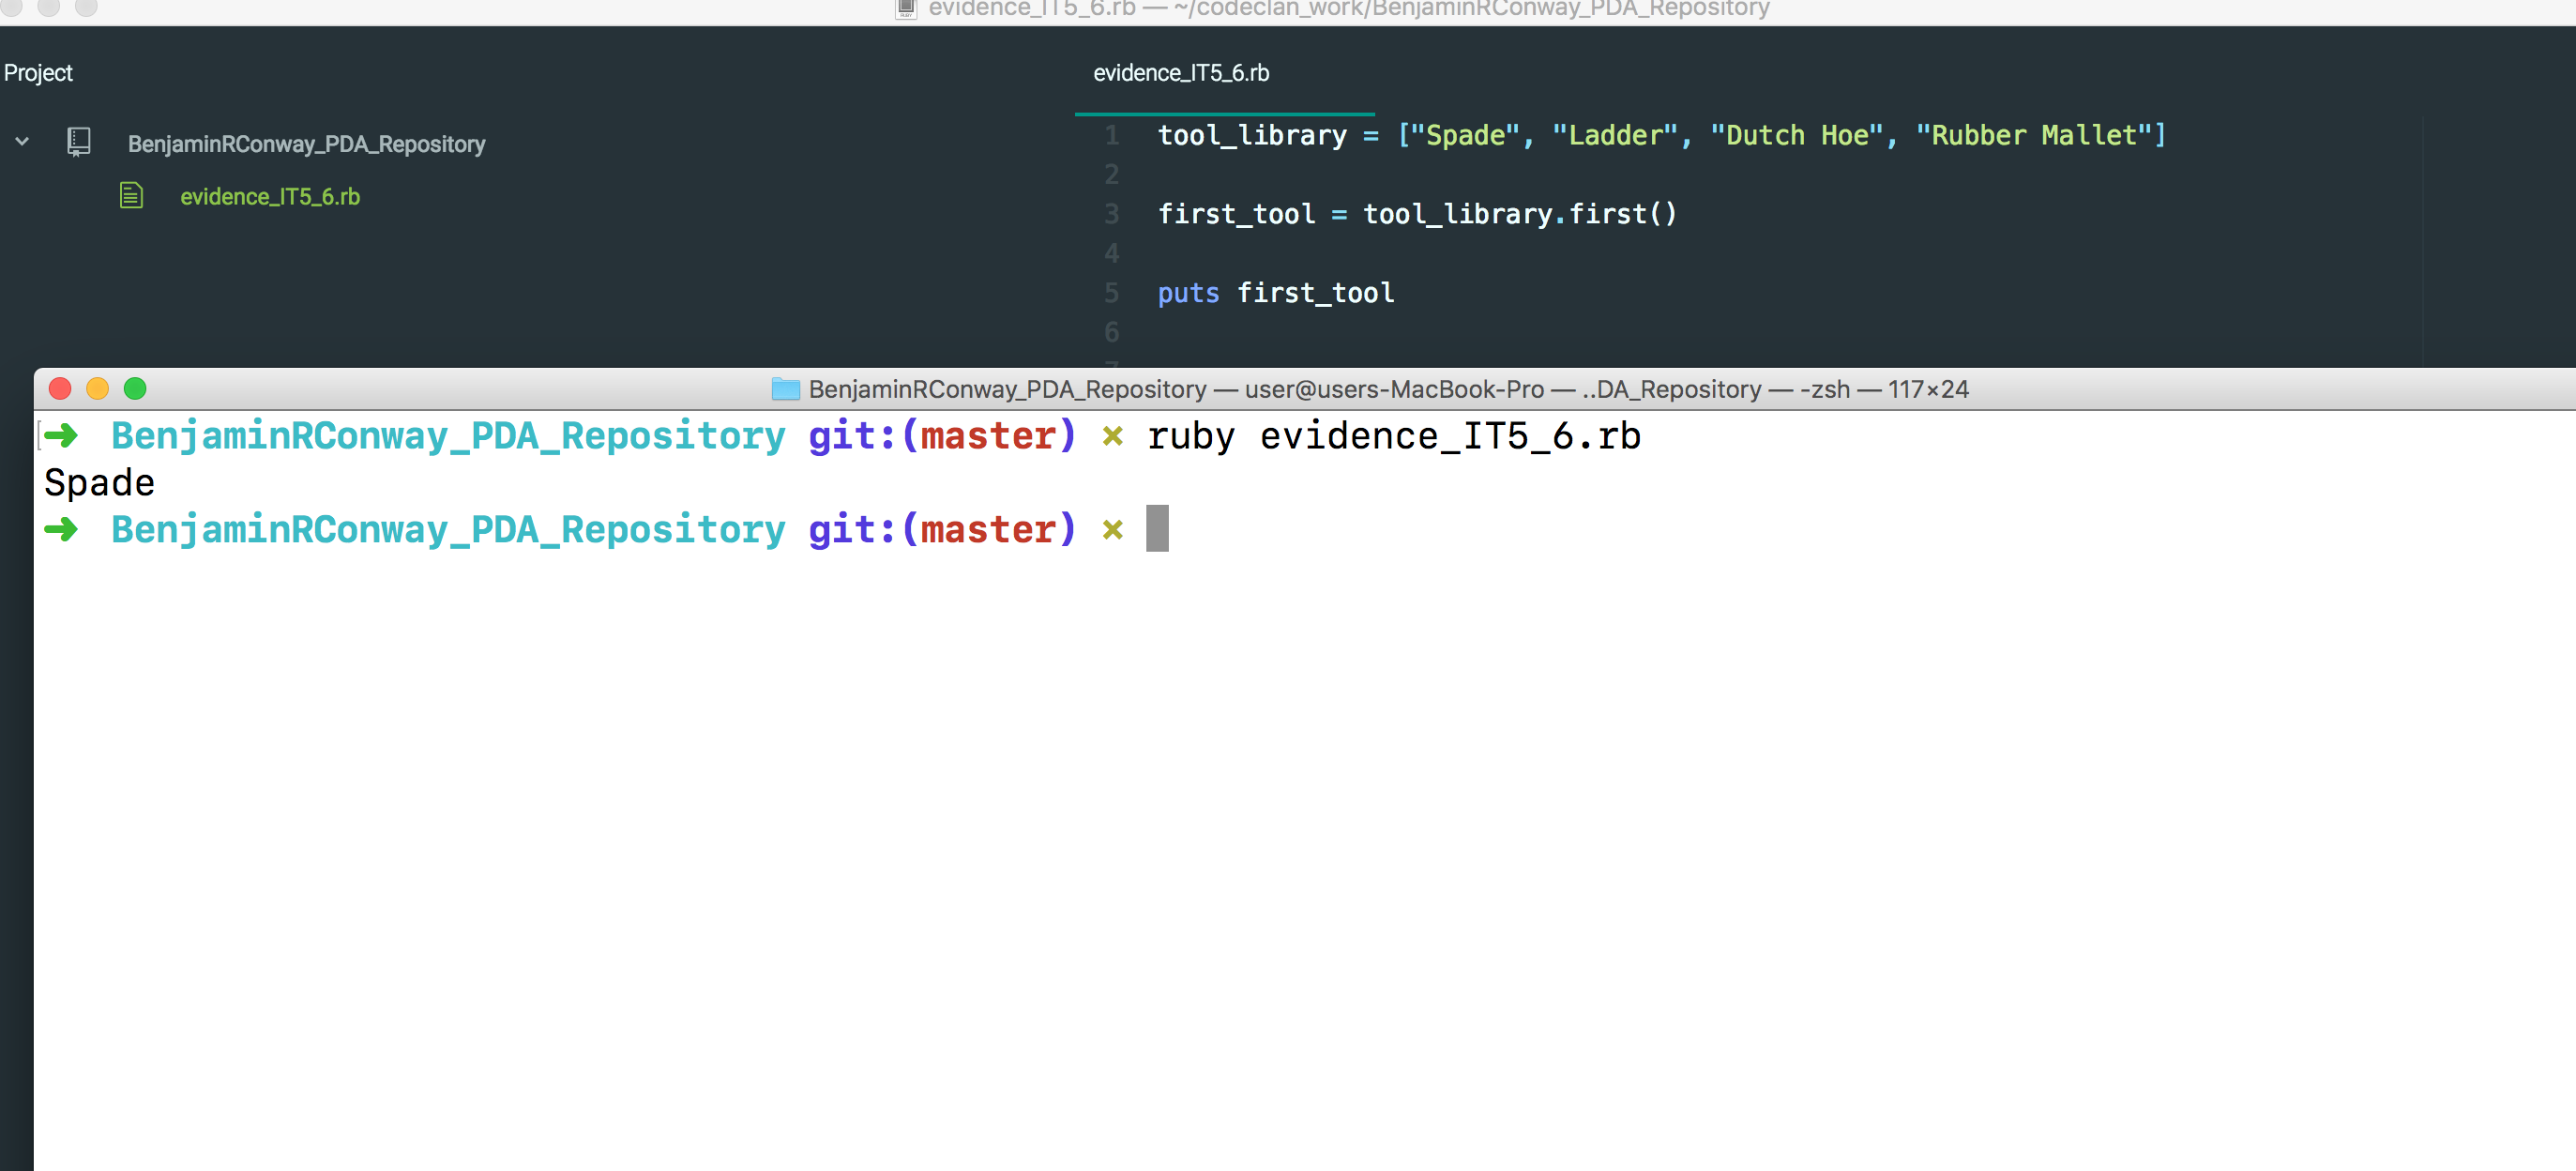 evidence_IT5_6.rb — ~/codeclan_work/BenjaminRConway_PDA_Repository
Project
BenjaminRConway_PDA_Repository
evidence_IT5_6.rb
evidence_IT5_6.rb
1 tool_library = ["Spade", "Ladder", "Dutch Hoe", "Rubber Mallet"]
2
3 first_tool = tool_library.first()
4
5 puts first_tool
6
BenjaminRConway_PDA_Repository — user@users-MacBook-Pro — ..DA_Repository — -zsh — 117×24
➜ BenjaminRConway_PDA_Repository git:(master) × ruby evidence_IT5_6.rb
Spade
➜ BenjaminRConway_PDA_Repository git:(master) ×